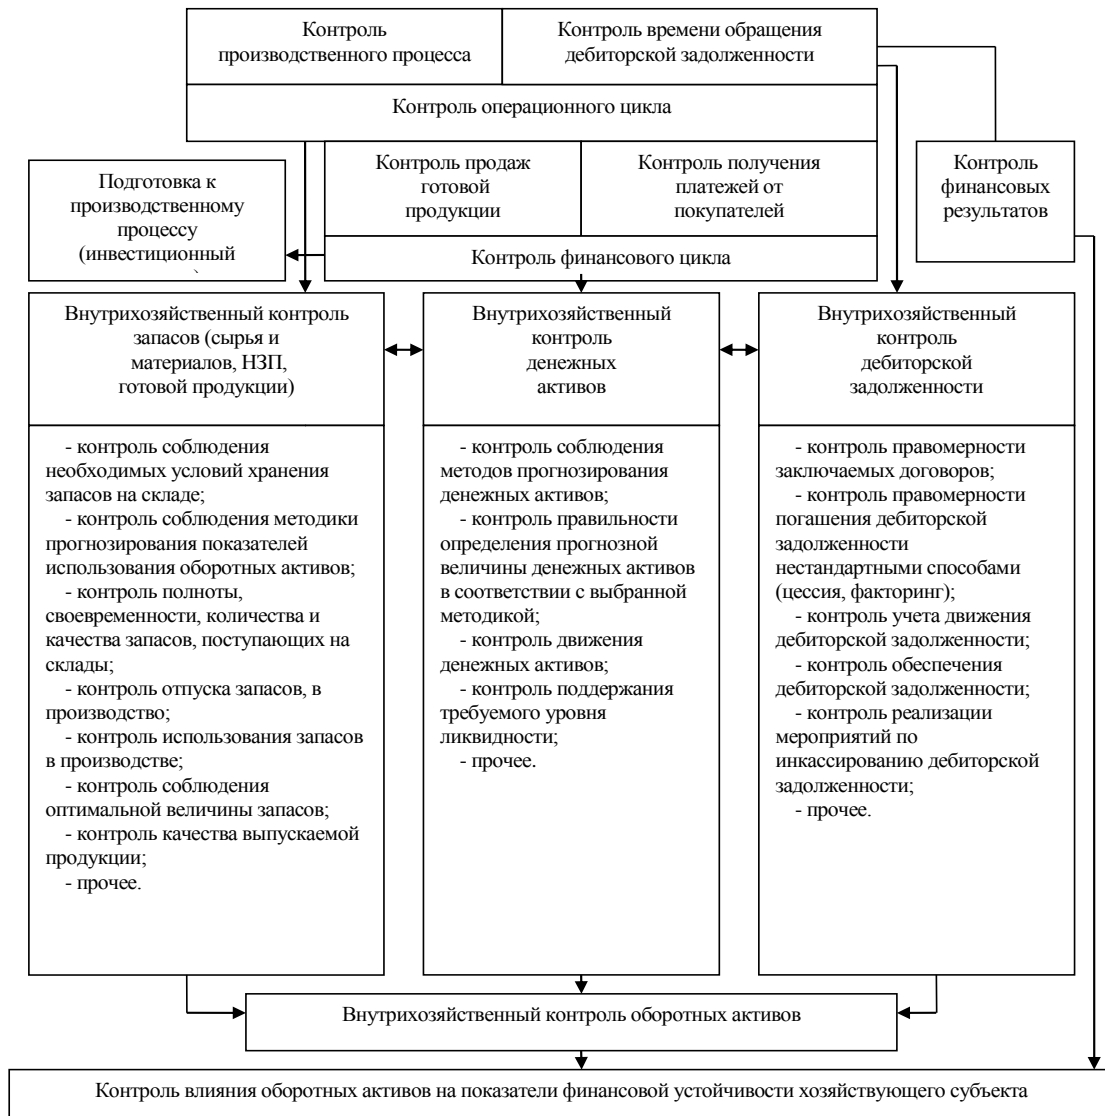 Контроль
производственного процесса
Контроль времени обращения
дебиторской задолженности
Контроль операционного цикла
Подготовка к
производственному
процессу
(инвестиционный
Контроль продаж
готовой
продукции
Контроль получения
платежей от
покупателей
Контроль финансового цикла
Контроль
финансовых
результатов
Внутрихозяйственный контроль
запасов (сырья и
материалов, НЗП,
готовой продукции)
- контроль соблюдения
необходимых условий хранения
запасов на складе;
- контроль соблюдения методики
прогнозирования показателей
использования оборотных активов;
- контроль полноты,
своевременности, количества и
качества запасов, поступающих на
склады;
- контроль отпуска запасов, в
производство;
- контроль использования запасов
в производстве;
- контроль соблюдения
оптимальной величины запасов;
- контроль качества выпускаемой
продукции;
- прочее.
Внутрихозяйственный
контроль
денежных
активов
- контроль соблюдения
методов прогнозирования
денежных активов;
- контроль правильности
определения прогнозной
величины денежных активов
в соответствии с выбранной
методикой;
- контроль движения
денежных активов;
- контроль поддержания
требуемого уровня
ликвидности;
- прочее.
Внутрихозяйственный
контроль
дебиторской
задолженности
- контроль правомерности
заключаемых договоров;
- контроль правомерности
погашения дебиторской
задолженности
нестандартными способами
(цессия, факторинг);
- контроль учета движения
дебиторской задолженности;
- контроль обеспечения
дебиторской задолженности;
- контроль реализации
мероприятий по
инкассированию дебиторской
задолженности;
- прочее.
Внутрихозяйственный контроль оборотных активов
Контроль влияния оборотных активов на показатели финансовой устойчивости хозяйствующего субъекта